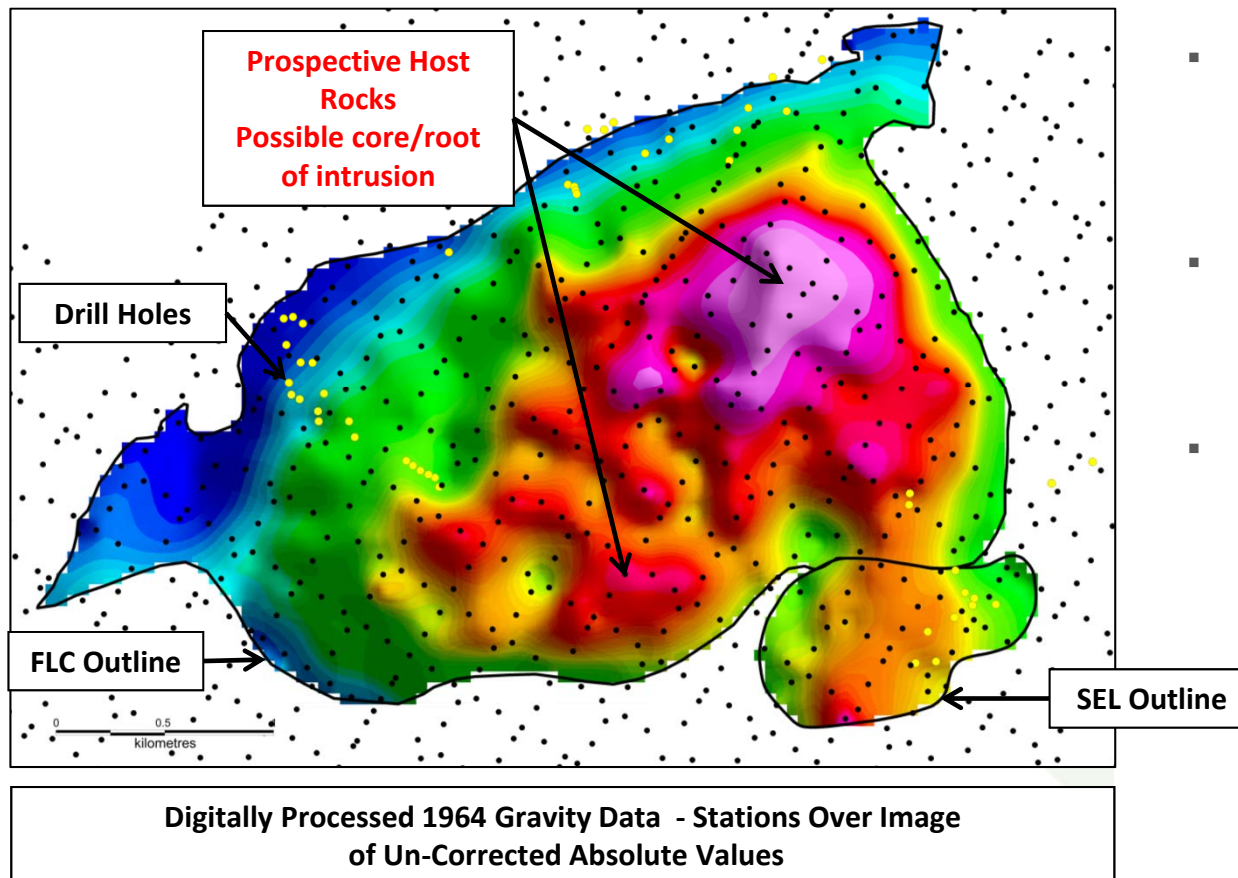 Prospective Host
Rocks
Possible core/root
of intrusion
Drill Holes
FLC Outline
SEL Outline
0 0.5 1
kilometres
Digitally Processed 1964 Gravity Data - Stations Over Image
of Un-Corrected Absolute Values